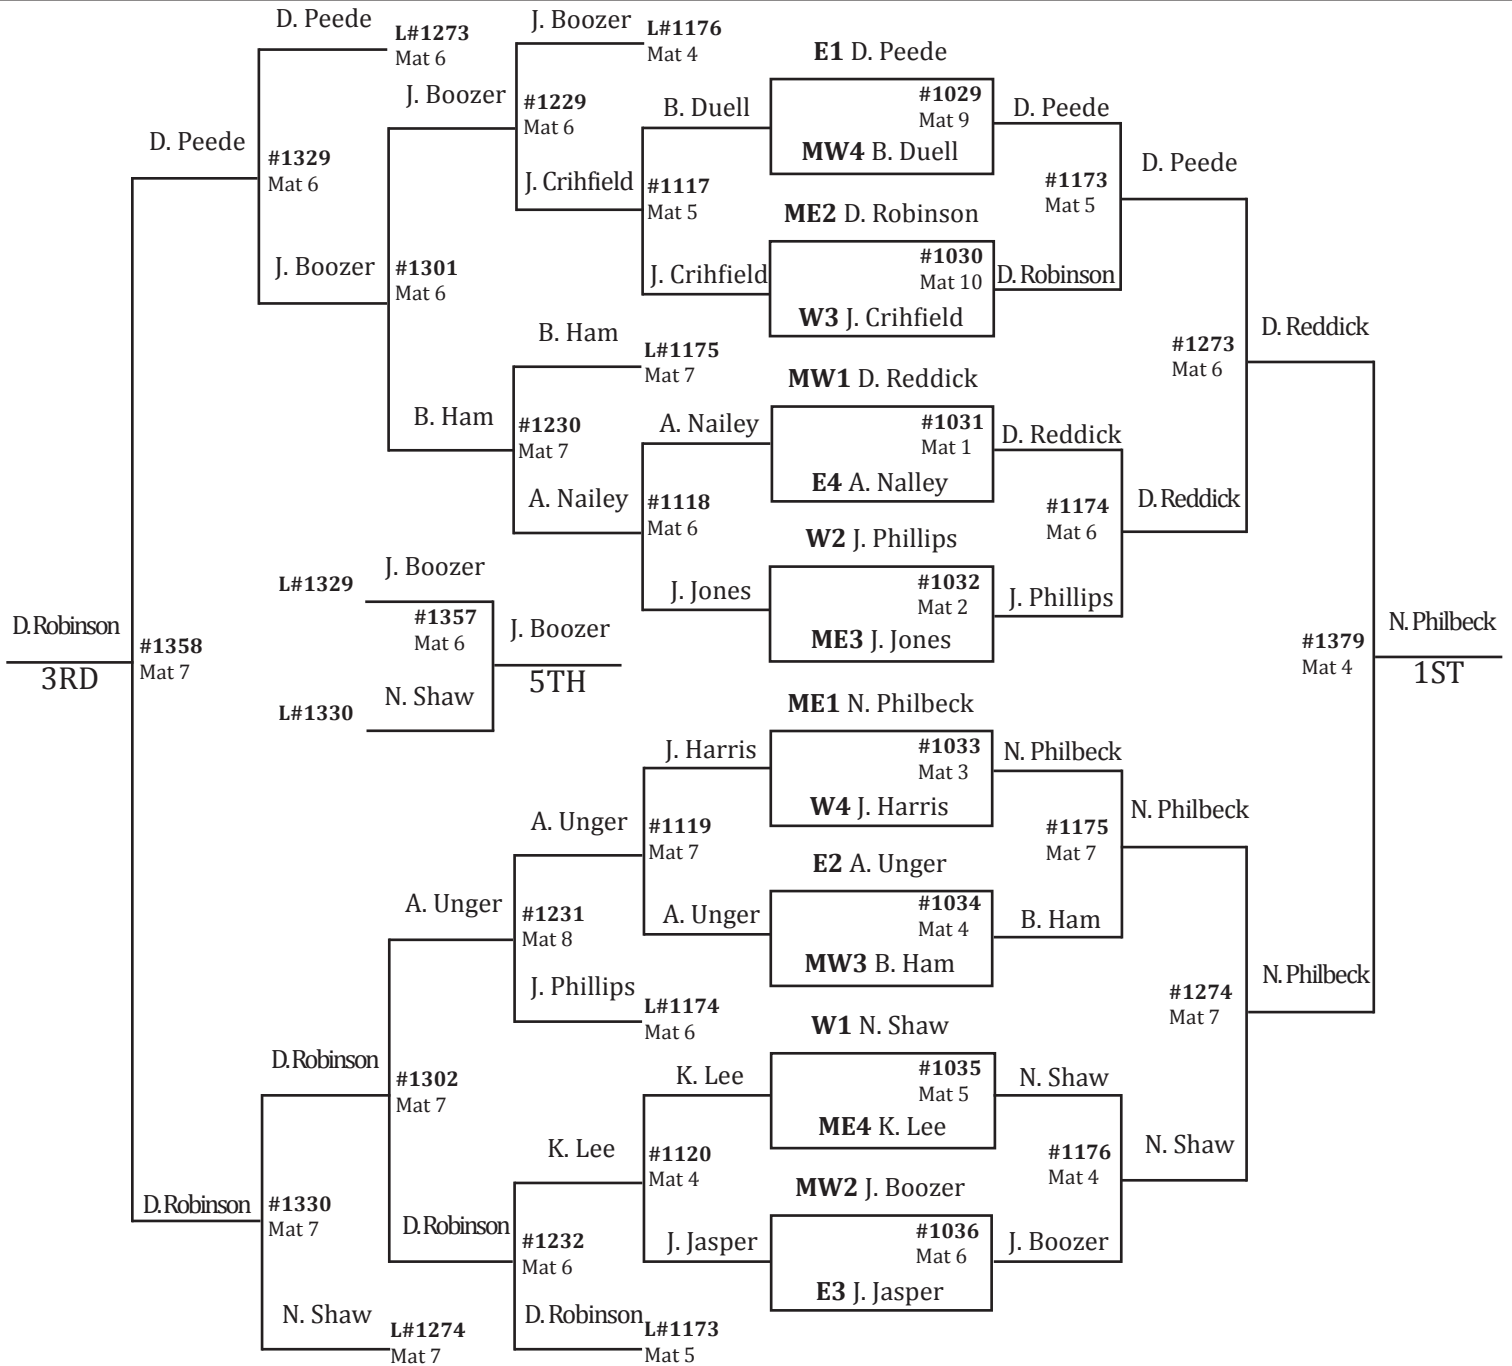 D. Peede
L#1273
Mat 6
J. Boozer
L#1176
Mat 4
J. Boozer
#1229
Mat 6
D. Peede
#1329
Mat 6
J. Crihfield
J. Boozer
#1301
Mat 6
B. Duell
#1117
Mat 5
J. Crihfield
B. Ham
L#1175
Mat 7
B. Ham
#1230
Mat 7
A. Nailey
A. Nailey
#1118
Mat 6
J. Jones
E1 D. Peede
#1029
Mat 9
MW4 B. Duell
D. Peede
ME2 D. Robinson
#1030
Mat 10
W3 J. Crihfield
D. Robinson
#1173
Mat 5
D. Peede
MW1 D. Reddick
#1031
Mat 1
E4 A. Nalley
D. Reddick
W2 J. Phillips
#1032
Mat 2
ME3 J. Jones
J. Phillips
#1174
Mat 6
D. Reddick
#1273
Mat 6
D. Reddick
L#1329
J. Boozer
#1357
Mat 6
J. Boozer
5TH
N. Shaw
L#1330
D. Robinson
3RD
#1358
Mat 7
#1379
Mat 4
N. Philbeck
1ST
ME1 N. Philbeck
#1033
Mat 3
W4 J. Harris
N. Philbeck
E2 A. Unger
#1034
Mat 4
MW3 B. Ham
B. Ham
#1175
Mat 7
N. Philbeck
W1 N. Shaw
#1035
Mat 5
ME4 K. Lee
N. Shaw
MW2 J. Boozer
#1036
Mat 6
E3 J. Jasper
J. Boozer
#1176
Mat 4
N. Shaw
#1274
Mat 7
N. Philbeck
J. Harris
A. Unger
#1119
Mat 7
A. Unger
A. Unger
#1231
Mat 8
J. Phillips
L#1174
Mat 6
D. Robinson
#1302
Mat 7
K. Lee
K. Lee
#1120
Mat 4
J. Jasper
D. Robinson
#1232
Mat 6
D. Robinson
L#1173
Mat 5
D. Robinson
#1330
Mat 7
N. Shaw
L#1274
Mat 7